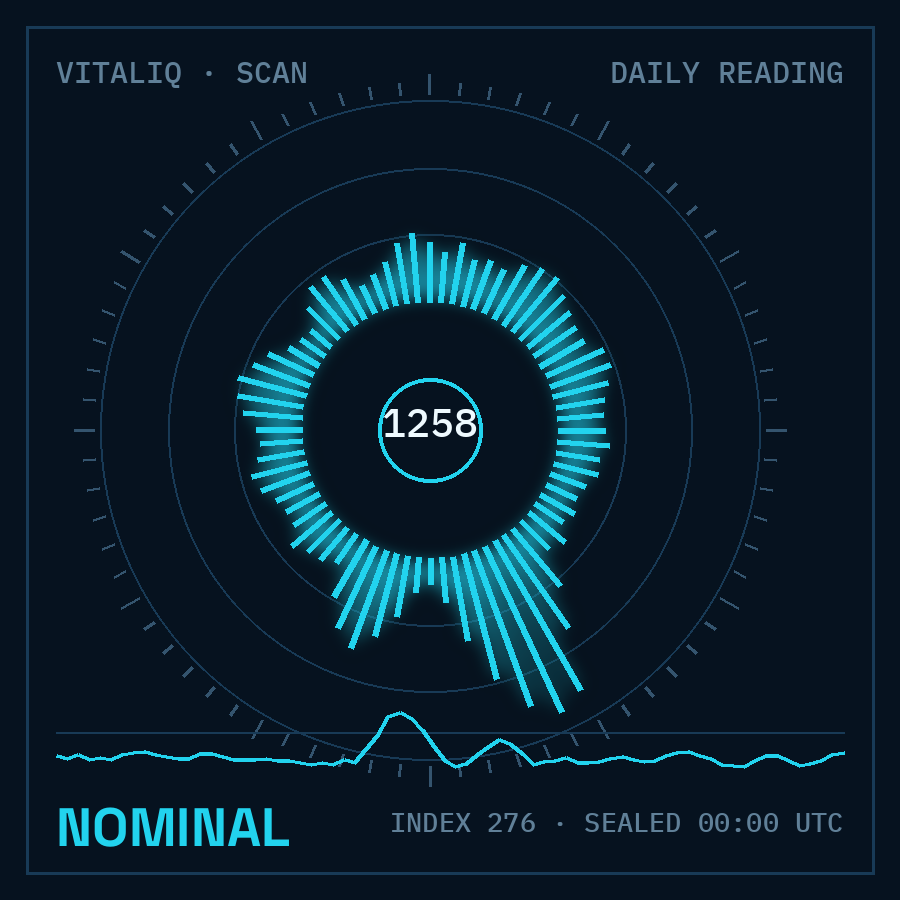 VITALIQ · SCAN
DAILY READING
1258
NOMINAL
INDEX 276 · SEALED 00:00 UTC